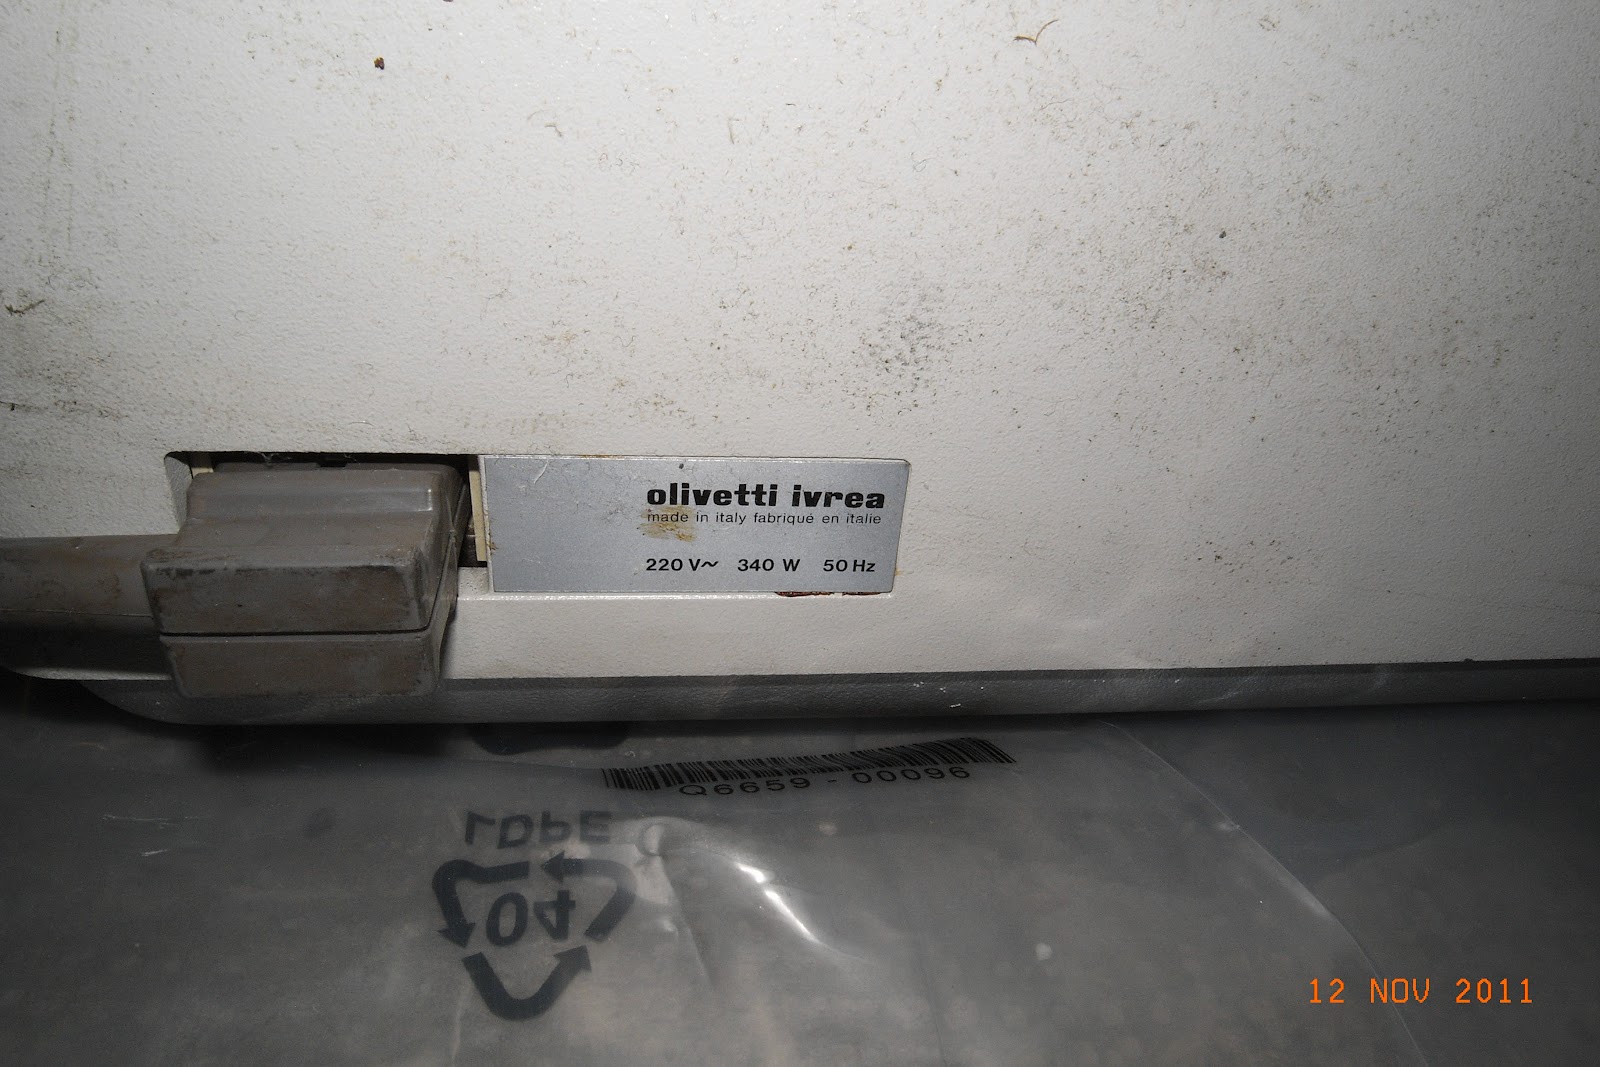 olivetti ivrea
made in italy fabriqué en italie
220 V~ 340 W 50 Hz
Q6659-00096
LDPE
04
12 NOV 2011